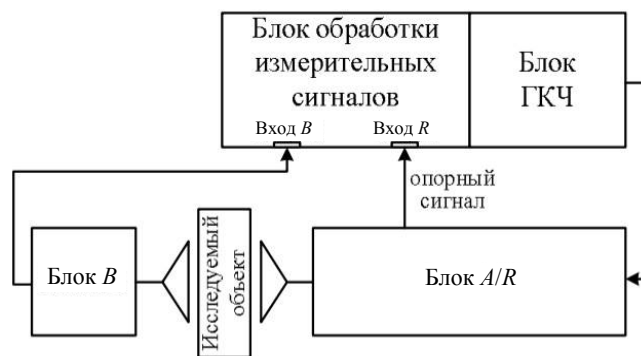 Блок обработки
измерительных
сигналов
Блок
ГКЧ
Вход B
Вход R
опорный
сигнал
Блок B
Исследуемый
объект
Блок A/R